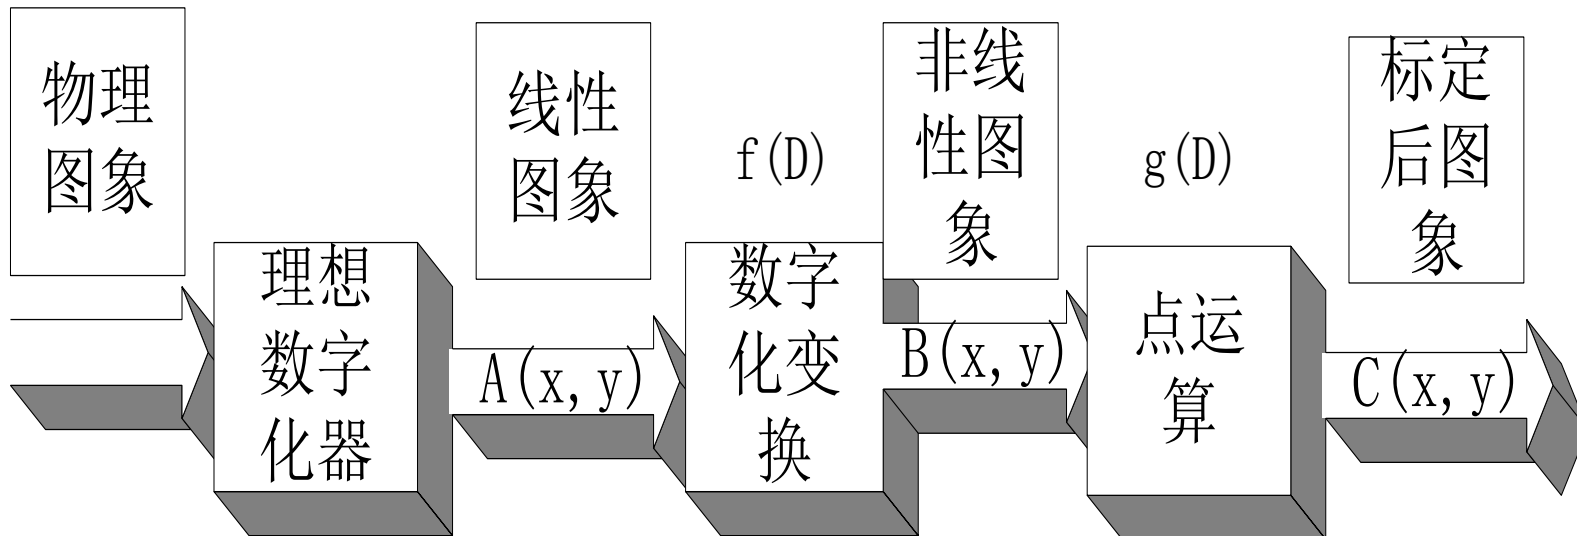 物理
图象
理想
数字
化器
线性
图象
A(x,y)
f(D)
数字
化变
换
非线
性图
象
B(x,y)
g(D)
点运
算
标定
后图
象
C(x,y)